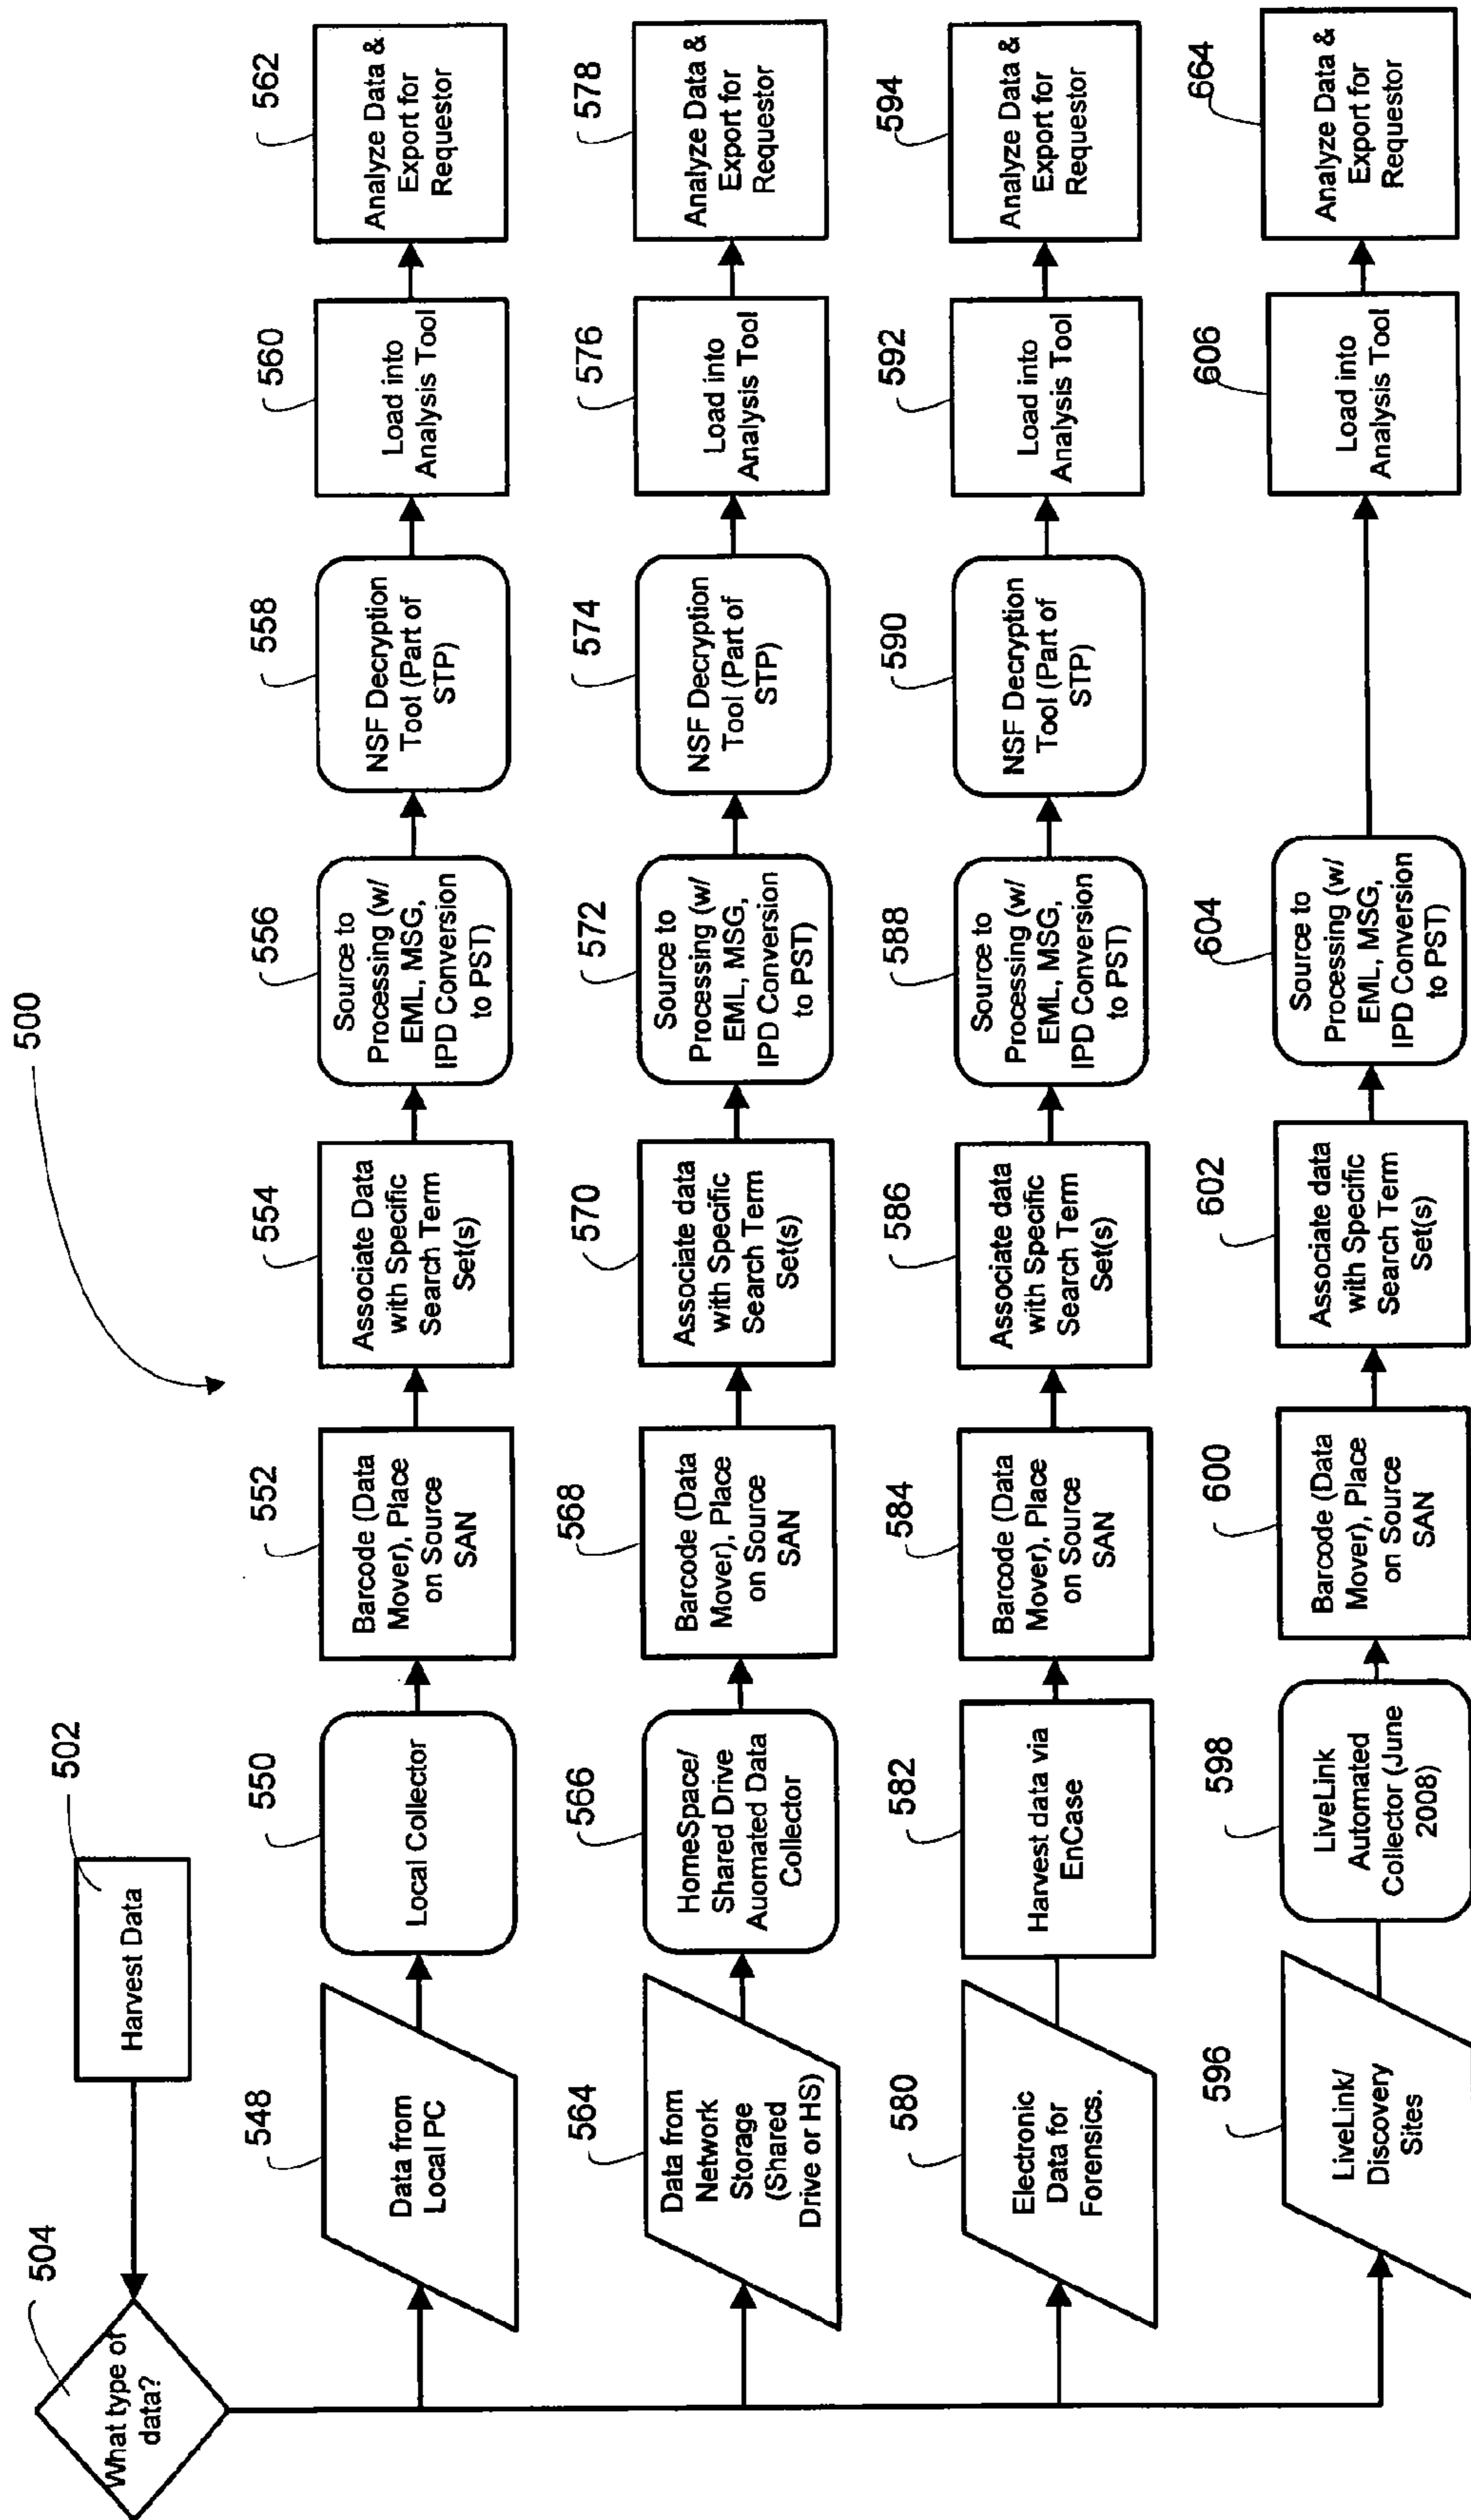 500
502
Harvest Data
504
What type of
data?
548
Data from
Local PC
550
Local Collector
552
Barcode (Data
Mover), Place
on Source
SAN
554
Associate Data
with Specific
Search Term
Set(s)
556
Source to
Processing (w/
EML, MSG,
IPD Conversion
to PST)
558
NSF Decryption
Tool (Part of
STP)
560
Load into
Analysis Tool
562
Analyze Data &
Export for
Requestor
564
Data from
Network
Storage
(Shared
Drive or HS)
566
HomeSpace/
Shared Drive
Auomated Data
Collector
568
Barcode (Data
Mover), Place
on Source
SAN
570
Associate data
with Specific
Search Term
Set(s)
572
Source to
Processing (w/
EML, MSG,
IPD Conversion
to PST)
574
NSF Decryption
Tool (Part of
STP)
576
Load into
Analysis Tool
578
Analyze Data &
Export for
Requestor
580
Electronic
Data for
Forensics.
582
Harvest data via
EnCase
584
Barcode (Data
Mover), Place
on Source
SAN
586
Associate data
with Specific
Search Term
Set(s)
588
Source to
Processing (w/
EML, MSG,
IPD Conversion
to PST)
590
NSF Decryption
Tool (Part of
STP)
592
Load into
Analysis Tool
594
Analyze Data &
Export for
Requestor
596
LiveLink/
Discovery
Sites
598
LiveLink
Automated
Collector (June
2008)
600
Barcode (Data
Mover), Place
on Source
SAN
602
Associate data
with Specific
Search Term
Set(s)
604
Source to
Processing (w/
EML, MSG,
IPD Conversion
to PST)
606
Load into
Analysis Tool
664
Analyze Data &
Export for
Requestor